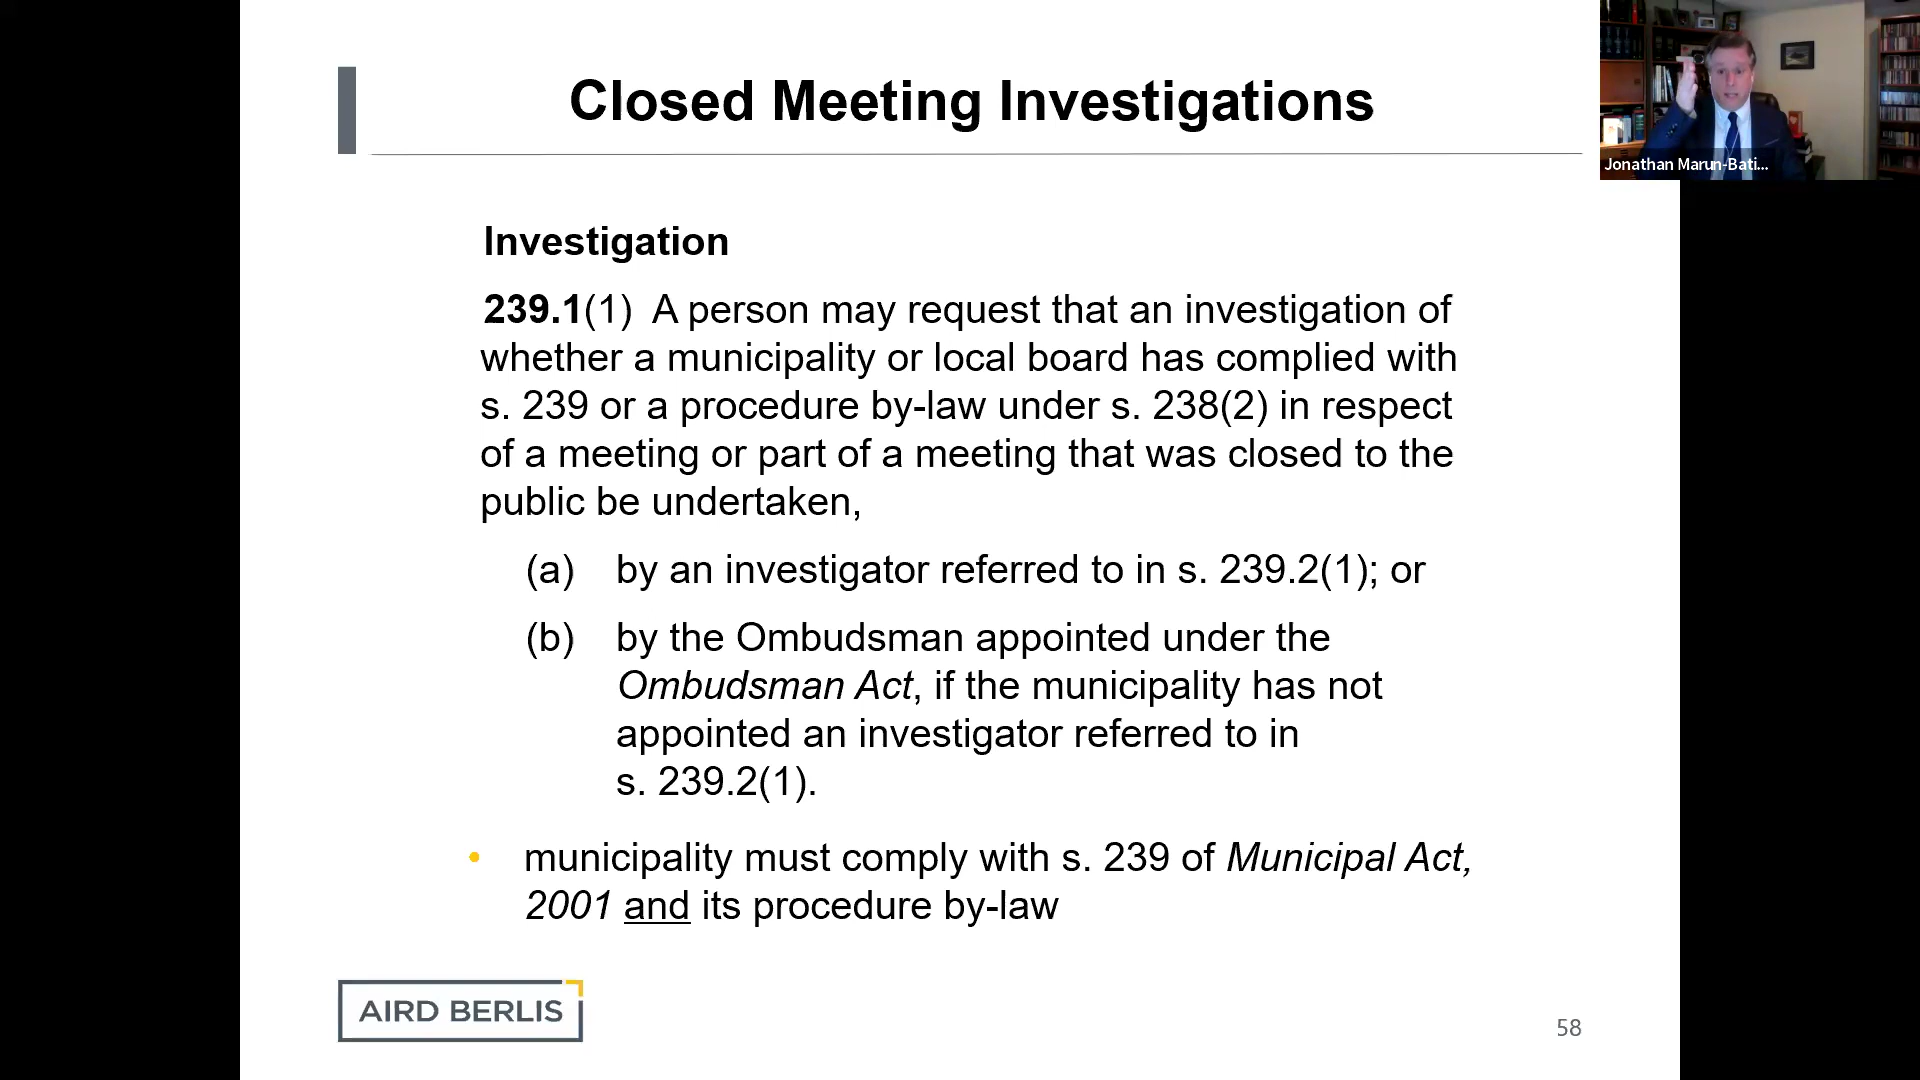 Closed Meeting Investigations
Jonathan Marun-Bati...
Investigation
239.1(1) A person may request that an investigation of
whether a municipality or local board has complied with
s. 239 or a procedure by-law under s. 238(2) in respect
of a meeting or part of a meeting that was closed to the
public be undertaken,
(a) by an investigator referred to in s. 239.2(1); or
(b) by the Ombudsman appointed under the
Ombudsman Act, if the municipality has not
appointed an investigator referred to in
s. 239.2(1).
• municipality must comply with s. 239 of Municipal Act,
2001 and its procedure by-law
AIRD BERLIS
58